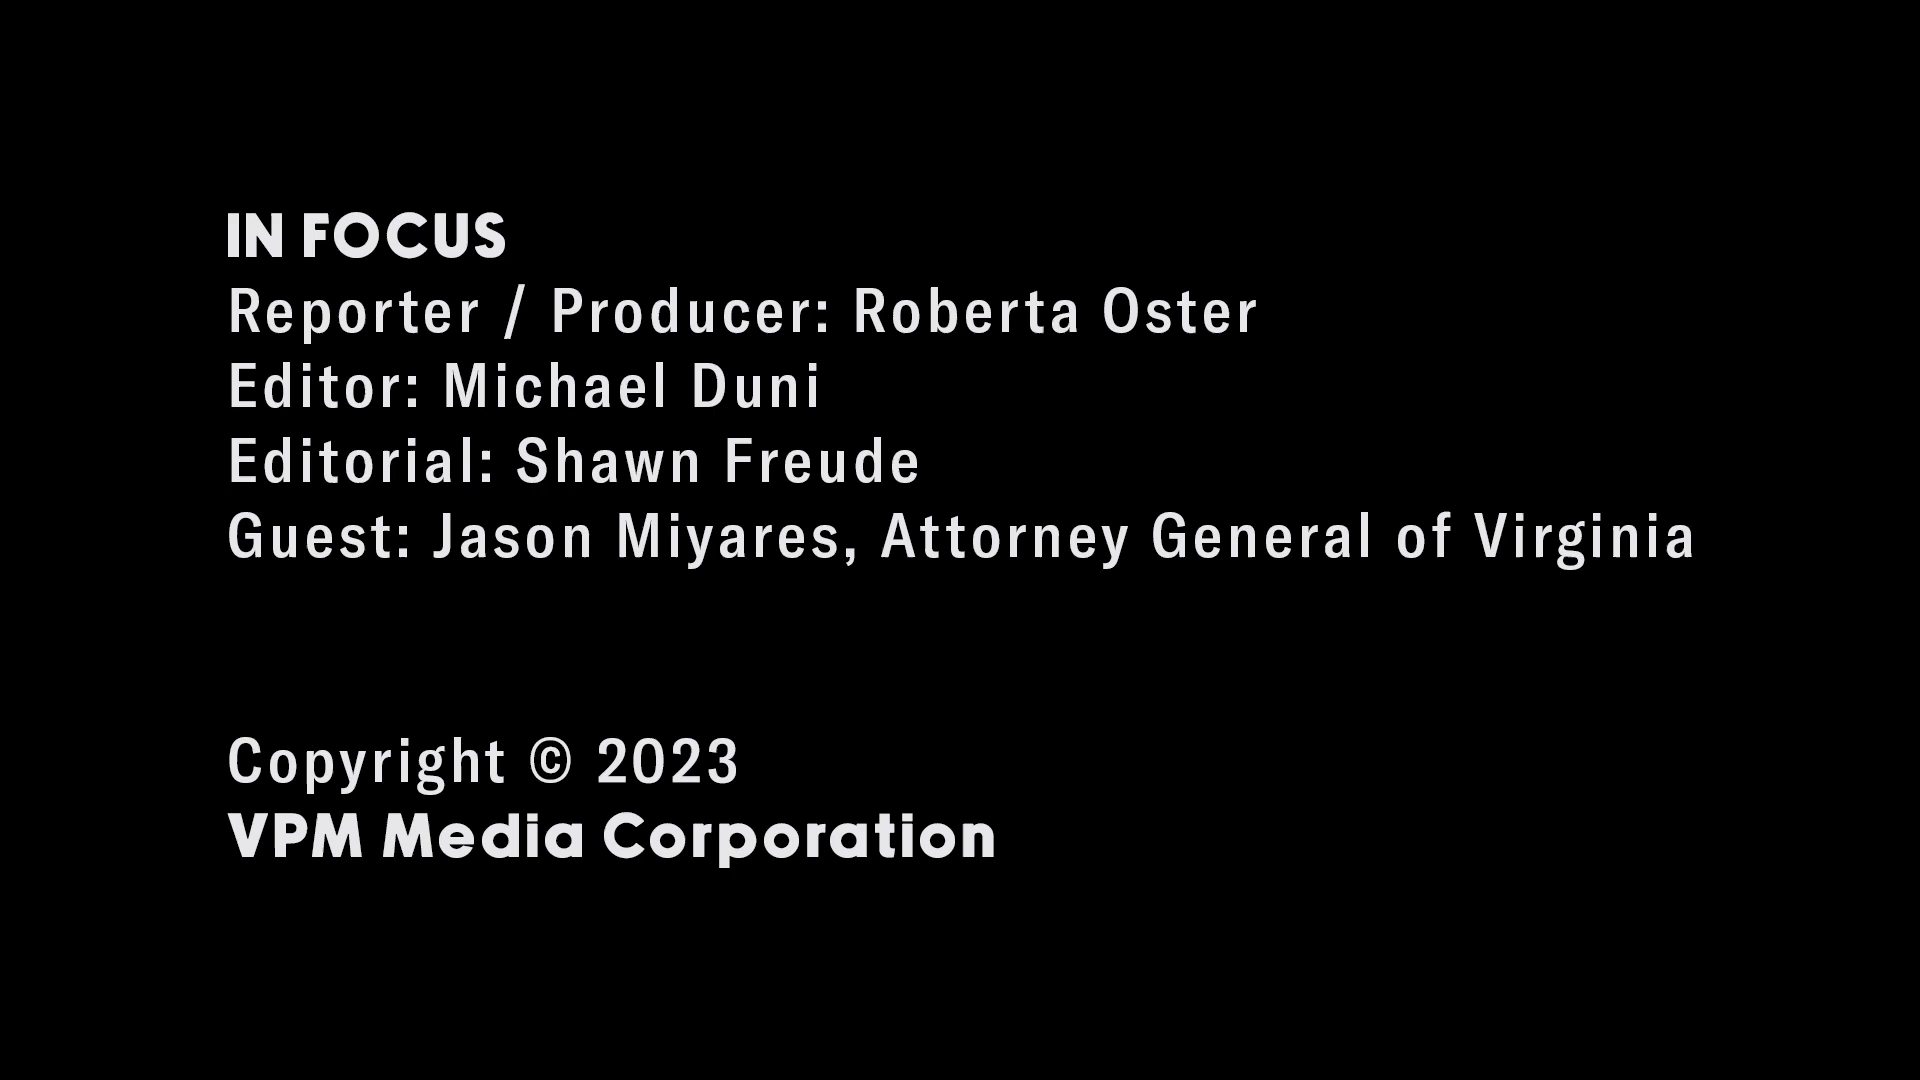 IN FOCUS
Reporter / Producer: Roberta Oster
Editor: Michael Duni
Editorial: Shawn Freude
Guest: Jason Miyares, Attorney General of Virginia
Copyright © 2023
VPM Media Corporation